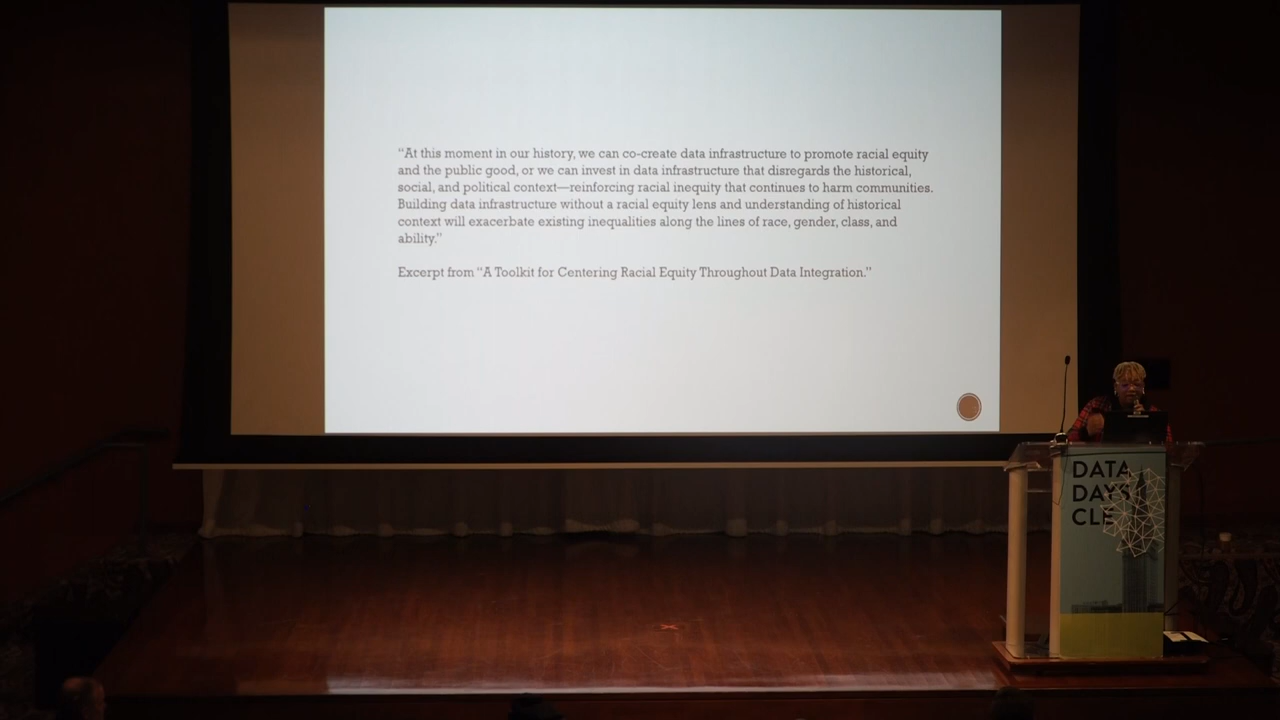 “At this moment in our history, we can co-create data infrastructure to promote racial equity
and the public good, or we can invest in data infrastructure that disregards the historical,
social, and political context—reinforcing racial inequity that continues to harm communities.
Building data infrastructure without a racial equity lens and understanding of historical
context will exacerbate existing inequalities along the lines of race, gender, class, and
ability.”
Excerpt from “A Toolkit for Centering Racial Equity Throughout Data Integration.”
DATA
DAYS
CLE